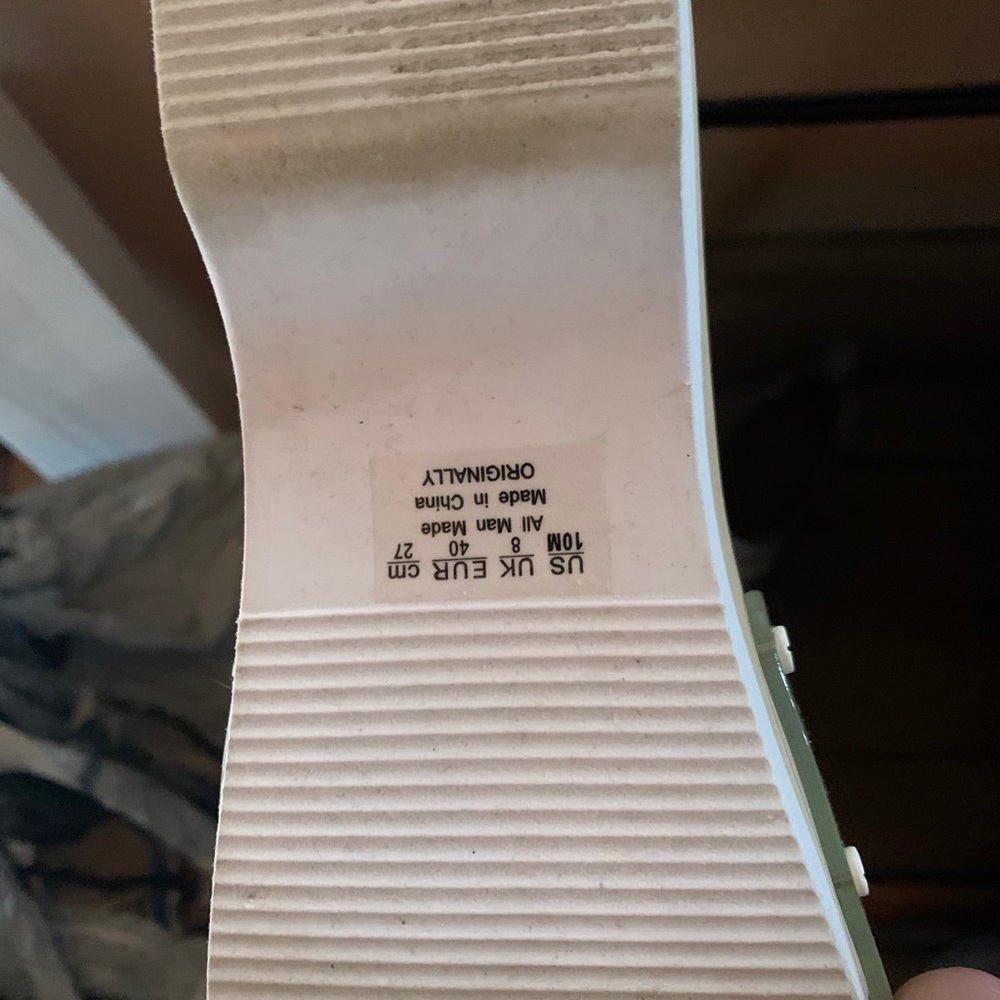 US UK EUR cm
10M 8 40 27
All Man Made
Made in China
ORIGINALLY